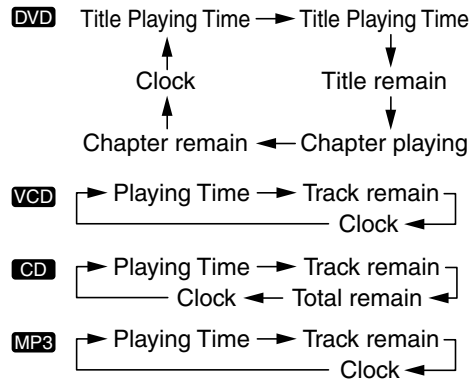 DVD Title Playing Time Title Playing Time
Clock Title remain
Chapter remain Chapter playing
VCD Playing Time Track remain
Clock
CD Playing Time Track remain
Clock Total remain
MP3 Playing Time Track remain
Clock